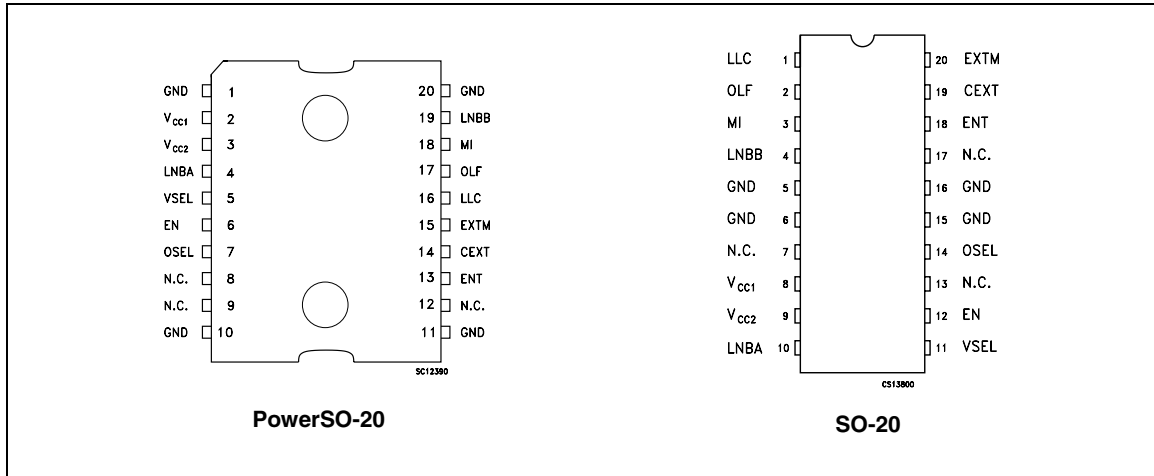 GND 1 20 GND
VCC1 2 19 LNBB
VCC2 3 18 MI
LNBA 4 17 OLF
VSEL 5 16 LLC
EN 6 15 EXTM
OSEL 7 14 CEXT
N.C. 8 13 ENT
N.C. 9 12 N.C.
GND 10 11 GND
SC12390
PowerSO-20
LLC 1 20 EXTM
OLF 2 19 CEXT
MI 3 18 ENT
LNBB 4 17 N.C.
GND 5 16 GND
GND 6 15 GND
N.C. 7 14 OSEL
VCC1 8 13 N.C.
VCC2 9 12 EN
LNBA 10 11 VSEL
CS13800
SO-20